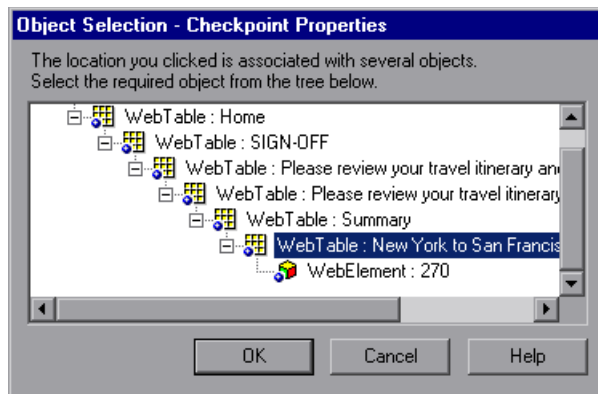 Object Selection - Checkpoint Properties
The location you clicked is associated with several objects.
Select the required object from the tree below.
WebTable : Home
WebTable : SIGN-OFF
WebTable : Please review your travel itinerary an
WebTable : Please review your travel itinerary
WebTable : Summary
WebTable : New York to San Francis
WebElement : 270
OK Cancel Help